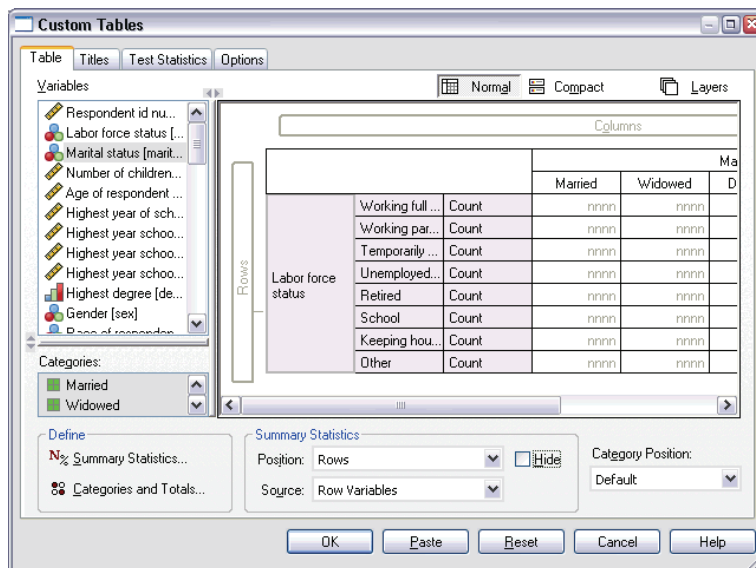 Custom Tables
Table Titles Test Statistics Options
Variables
Normal Compact Layers
Respondent id nu...
Labor force status [...
Marital status [marit...
Number of children...
Age of respondent ...
Highest year of sch...
Highest year schoo...
Highest year schoo...
Highest year schoo...
Highest degree [de...
Gender [sex]
Race of responden
Categories:
Married
Widowed
Columns
Rows
Ma
Married Widowed D
Labor force status
Working full ... Count nnnn nnnn
Working par... Count nnnn nnnn
Temporarily ... Count nnnn nnnn
Unemployed... Count nnnn nnnn
Retired Count nnnn nnnn
School Count nnnn nnnn
Keeping hou... Count nnnn nnnn
Other Count nnnn nnnn
Define
N% Summary Statistics...
Categories and Totals...
Summary Statistics
Position: Rows Hide
Source: Row Variables
Category Position:
Default
OK Paste Reset Cancel Help